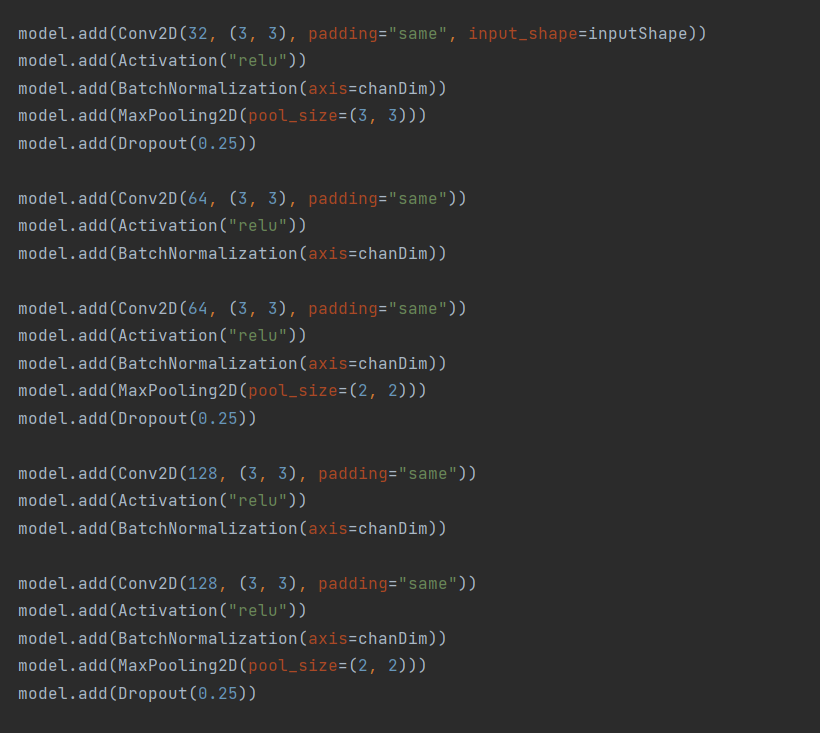 model.add(Conv2D(32, (3, 3), padding="same", input_shape=inputShape))
model.add(Activation("relu"))
model.add(BatchNormalization(axis=chanDim))
model.add(MaxPooling2D(pool_size=(3, 3)))
model.add(Dropout(0.25))

model.add(Conv2D(64, (3, 3), padding="same"))
model.add(Activation("relu"))
model.add(BatchNormalization(axis=chanDim))

model.add(Conv2D(64, (3, 3), padding="same"))
model.add(Activation("relu"))
model.add(BatchNormalization(axis=chanDim))
model.add(MaxPooling2D(pool_size=(2, 2)))
model.add(Dropout(0.25))

model.add(Conv2D(128, (3, 3), padding="same"))
model.add(Activation("relu"))
model.add(BatchNormalization(axis=chanDim))

model.add(Conv2D(128, (3, 3), padding="same"))
model.add(Activation("relu"))
model.add(BatchNormalization(axis=chanDim))
model.add(MaxPooling2D(pool_size=(2, 2)))
model.add(Dropout(0.25))